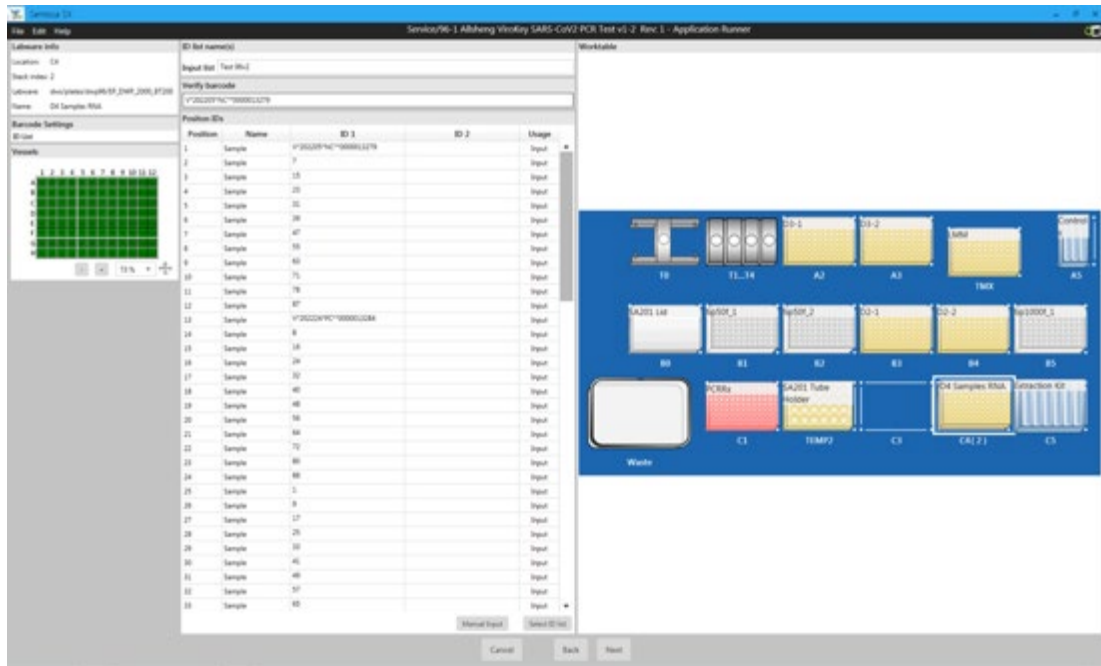 Sentosa SX
File Edit Help
Service/96-1 Allsheng ViroKey SARS-CoV2 PCR Test v1-2 Rev: 1 - Application Runner
Labware Info
Location: C4
Stack index: 2
Labware:
Name: D4 Samples RNA
Barcode Settings
ID List
Vessels
1 2 3 4 5 6 7 8 9 10 11 12
A
B
C
D
E
F
G
H
ID list name(s)
Input list
Verify barcode
Position IDs
Position Name ID 1 ID 2 Usage
1 Sample Input
2 Sample 7 Input
3 Sample 15 Input
4 Sample 23 Input
5 Sample 31 Input
6 Sample 39 Input
7 Sample 47 Input
8 Sample 55 Input
9 Sample 63 Input
10 Sample 71 Input
11 Sample Input
12 Sample 87 Input
13 Sample Input
14 Sample 8 Input
15 Sample 16 Input
16 Sample 24 Input
17 Sample 32 Input
18 Sample 40 Input
19 Sample 48 Input
20 Sample 56 Input
21 Sample 64 Input
22 Sample 72 Input
23 Sample Input
24 Sample 88 Input
25 Sample 1 Input
26 Sample 9 Input
27 Sample 17 Input
28 Sample 25 Input
29 Sample 33 Input
30 Sample 41 Input
31 Sample 49 Input
32 Sample 57 Input
33 Sample 65 Input
Manual Input Select ID list
Cancel Back Next
Worktable
D3-1 D3-2 LMM Control
T0 T1...T4 A2 A3 TMX A5
SA201 Lid tip50f_1 tip50f_2 D2-1 D2-2 tip1000f_1
B0 B1 B2 B3 B4 B5
PCRRx SA201 Tube Holder D4 Samples RNA Extraction Kit
Waste C1 TEMP2 C3 C4( 2 ) C5